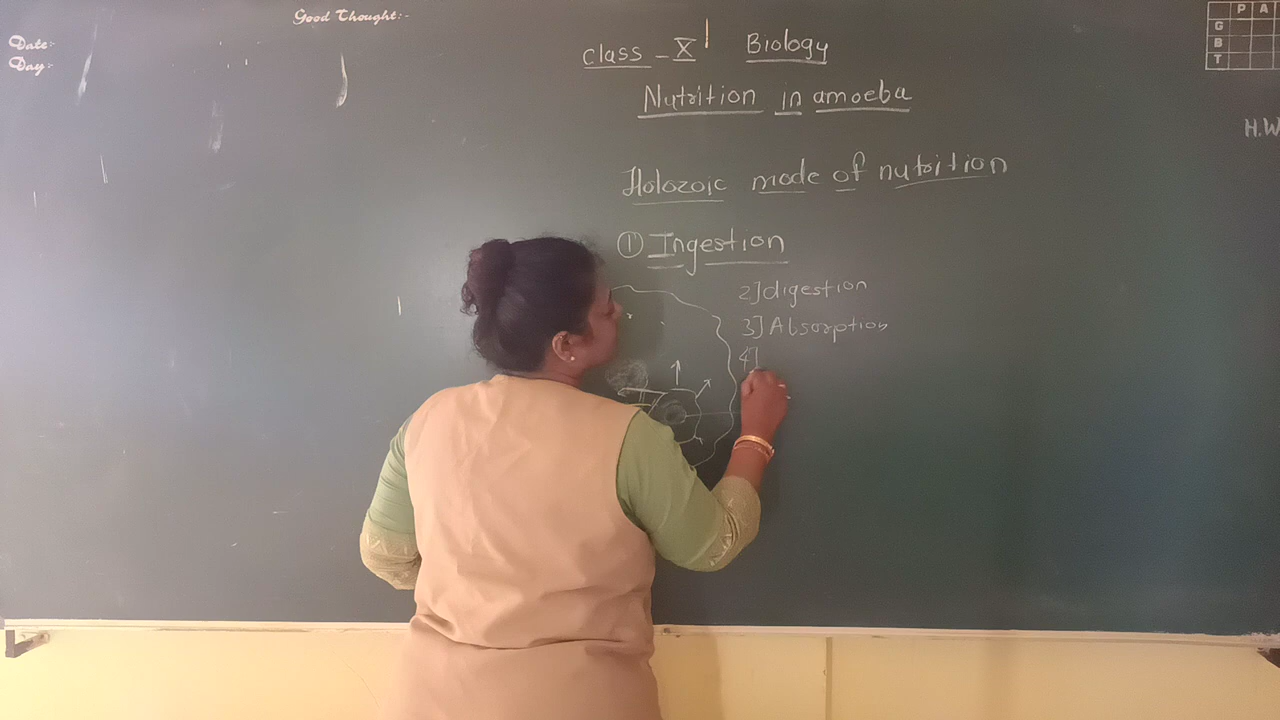 Good Thought:-
Date:-
Day:-
P A
G
B
T
H.W
Class - X Biology
Nutrition in amoeba
Holozoic mode of nutrition
① Ingestion
2] digestion
3] Absorption
4]